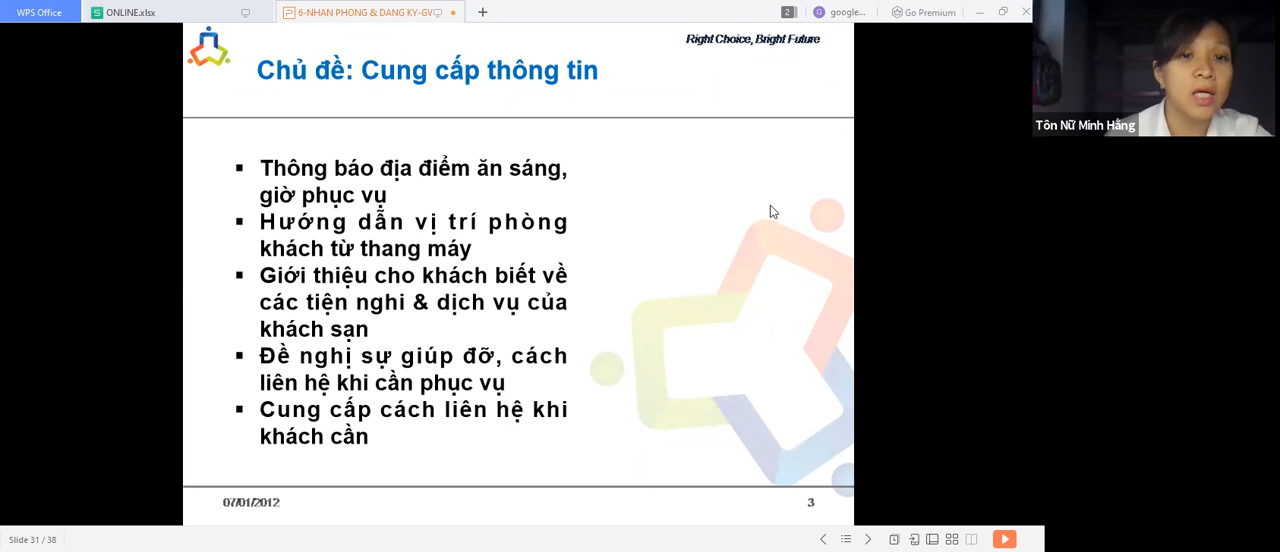 WPS Office
ONLINE.xlsx
6-NHAN PHONG & DANG KY-GV
2
G
google...
Go Premium
Right Choice, Bright Future
Chủ đề: Cung cấp thông tin
Tôn Nữ Minh Hằng
▪ Thông báo địa điểm ăn sáng,
giờ phục vụ
▪ Hướng dẫn vị trí phòng
khách từ thang máy
▪ Giới thiệu cho khách biết về
các tiện nghi & dịch vụ của
khách sạn
▪ Đề nghị sự giúp đỡ, cách
liên hệ khi cần phục vụ
▪ Cung cấp cách liên hệ khi
khách cần
07/01/2012
3
Slide 31 / 38